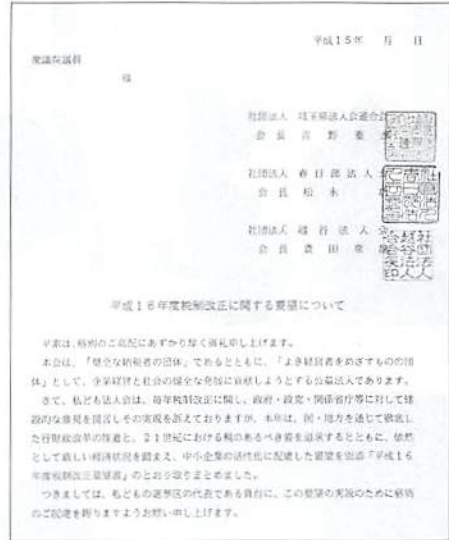 平成15年　月　日
衆議院議員
様
社団法人 埼玉県法人会連合会
会長 吉野
社団法人 春日部法人会
会長 松永
社団法人 越谷法人会
会長
平成16年度税制改正に関する要望について
平素は、格別のご高配にあずかり厚く御礼申し上げます。
本会は、「健全な納税者の団体」であるとともに、「よき経営者をめざすものの団
体」として、企業経営と社会の健全な発展に貢献しようとする公益法人であります。
さて、私ども法人会は、毎年税制改正に関し、政府・政党・関係省庁等に対して建
設的な意見を提言しその実現を訴えておりますが、本年は、国・地方を通じて徹底し
た行財政改革の推進と、21世紀における税のあるべき姿を追求するとともに、依然
として厳しい経済状況を踏まえ、中小企業の活性化に配慮した要望を別添「平成16
年度税制改正要望書」のとおり取りまとめました。
つきましては、私どもの選挙区の代表である貴台に、この要望の実現のために格別
のご配慮を賜りますようお願い申し上げます。